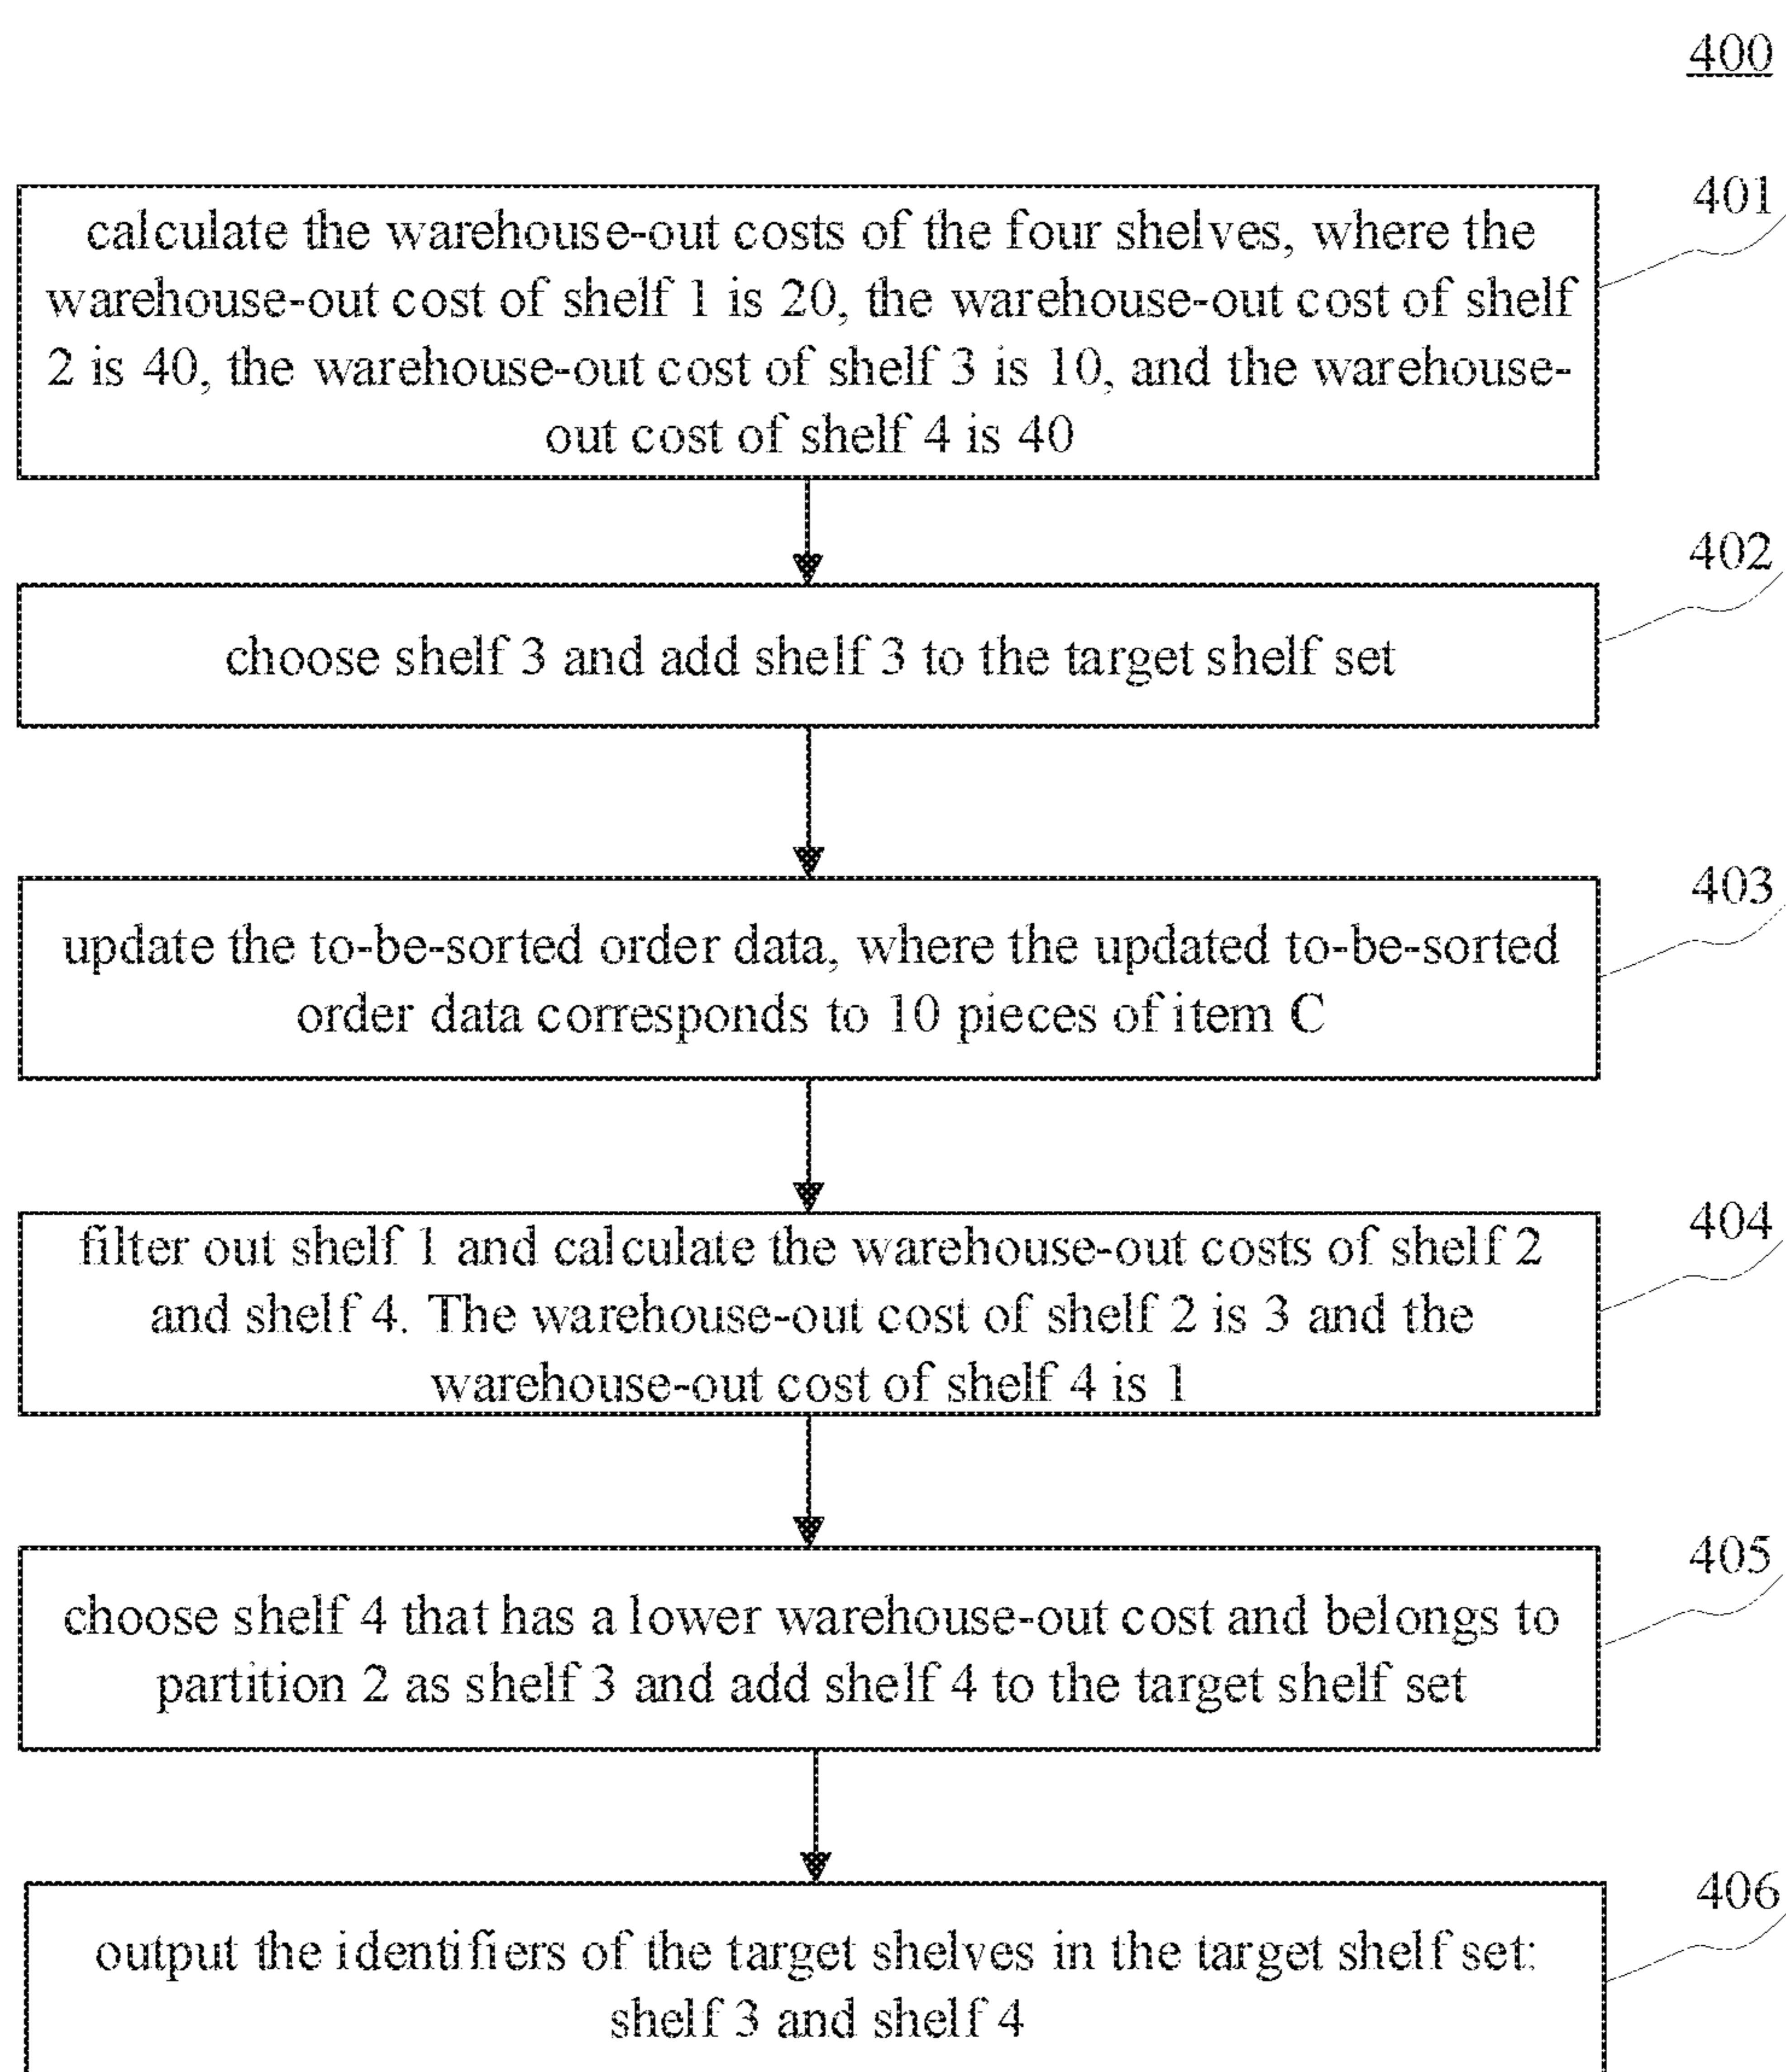 400
401
calculate the warehouse-out costs of the four shelves, where the
warehouse-out cost of shelf 1 is 20, the warehouse-out cost of shelf
2 is 40, the warehouse-out cost of shelf 3 is 10, and the warehouse-
out cost of shelf 4 is 40
402
choose shelf 3 and add shelf 3 to the target shelf set
403
update the to-be-sorted order data, where the updated to-be-sorted
order data corresponds to 10 pieces of item C
404
filter out shelf 1 and calculate the warehouse-out costs of shelf 2
and shelf 4. The warehouse-out cost of shelf 2 is 3 and the
warehouse-out cost of shelf 4 is 1
405
choose shelf 4 that has a lower warehouse-out cost and belongs to
partition 2 as shelf 3 and add shelf 4 to the target shelf set
406
output the identifiers of the target shelves in the target shelf set:
shelf 3 and shelf 4